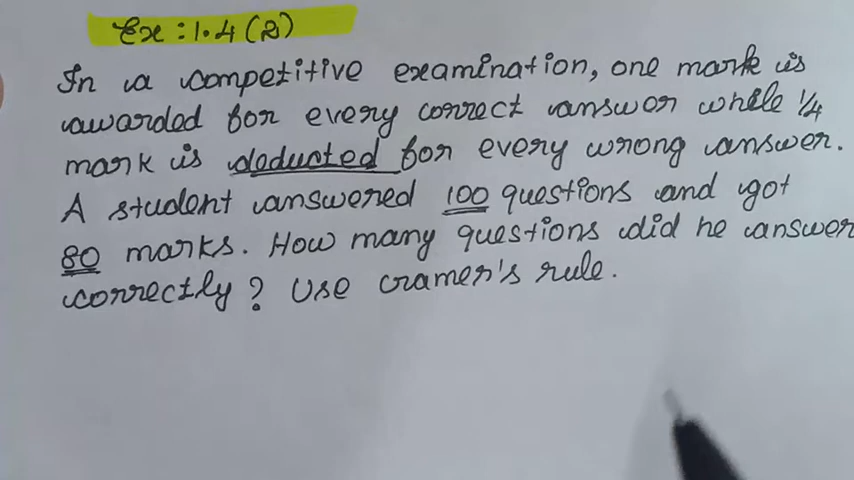 Ex : 1.4 (2)
In a competitive examination, one mark is
awarded for every correct answer while 1/4
mark is deducted for every wrong answer.
A student answered 100 questions and got
80 marks. How many questions did he answer
correctly? Use cramer's rule.